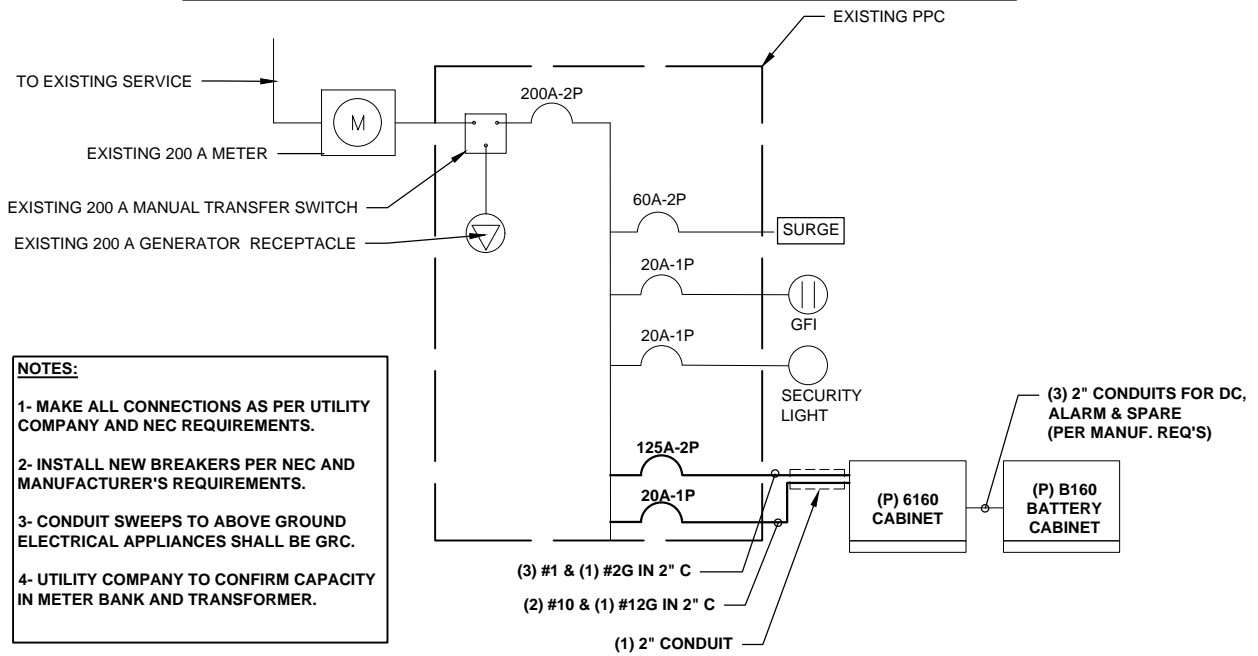 EXISTING PPC
TO EXISTING SERVICE
200A-2P
M
EXISTING 200 A METER
EXISTING 200 A MANUAL TRANSFER SWITCH
EXISTING 200 A GENERATOR RECEPTACLE
60A-2P
SURGE
20A-1P
GFI
20A-1P
SECURITY
LIGHT
NOTES:
1- MAKE ALL CONNECTIONS AS PER UTILITY
COMPANY AND NEC REQUIREMENTS.
2- INSTALL NEW BREAKERS PER NEC AND
MANUFACTURER'S REQUIREMENTS.
3- CONDUIT SWEEPS TO ABOVE GROUND
ELECTRICAL APPLIANCES SHALL BE GRC.
4- UTILITY COMPANY TO CONFIRM CAPACITY
IN METER BANK AND TRANSFORMER.
125A-2P
20A-1P
(3) 2" CONDUITS FOR DC,
ALARM & SPARE
(PER MANUF. REQ'S)
(P) 6160
CABINET
(P) B160
BATTERY
CABINET
(3) #1 & (1) #2G IN 2" C
(2) #10 & (1) #12G IN 2" C
(1) 2" CONDUIT